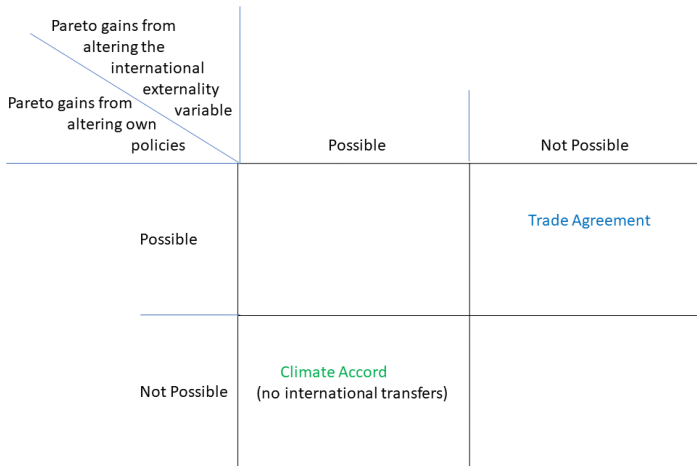 Pareto gains from
altering the
international
externality
variable
Pareto gains from
altering own
policies
Possible
Not Possible
Trade Agreement
Possible
Climate Accord
Not Possible
(no international transfers)